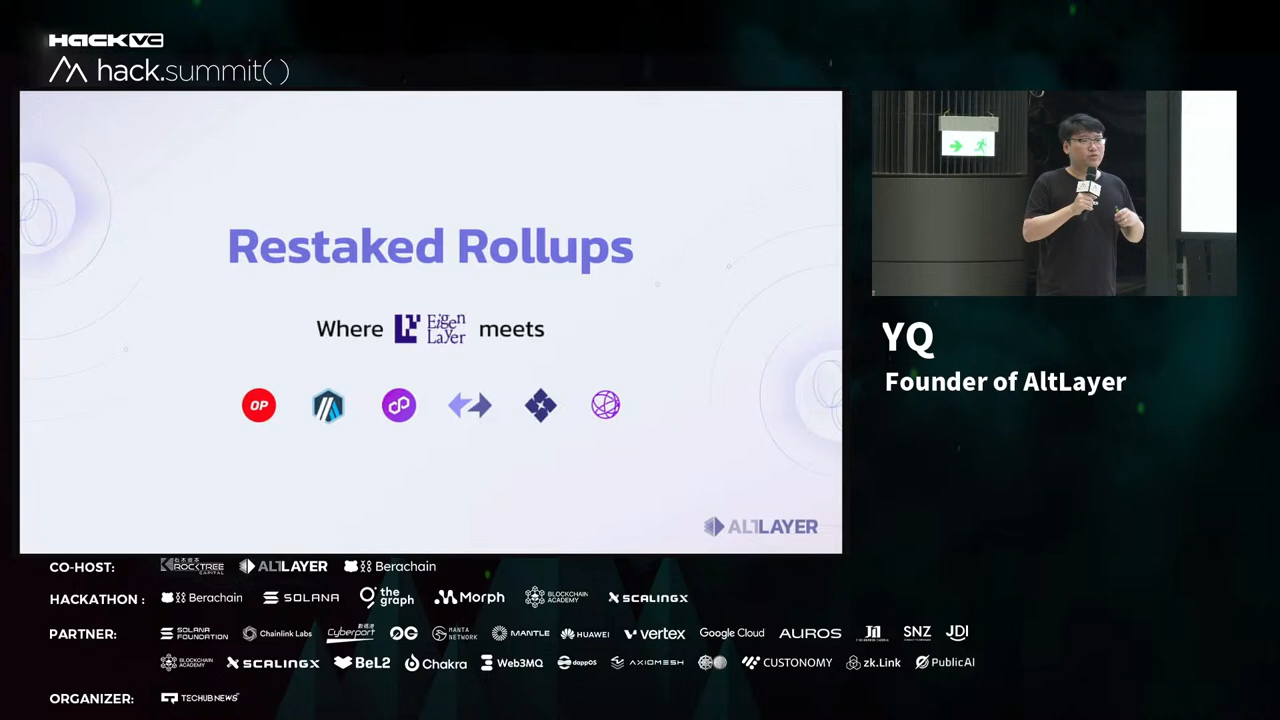 HACK VC
hack.summit()
Restaked Rollups
Where Eigen Layer meets
OP
ALTLAYER
YQ
Founder of AltLayer
CO-HOST: ROCKTREE CAPITAL ALTLAYER Berachain
HACKATHON : Berachain SOLANA the graph Morph BLOCKCHAIN ACADEMY SCALINGX
PARTNER: SOLANA FOUNDATION Chainlink Labs Cyberport 數碼港 0G MANTA NETWORK MANTLE HUAWEI vertex Google Cloud AUROS SNZ JDI
BLOCKCHAIN ACADEMY SCALINGX BeL2 Chakra Web3MQ dappOS AXIOMESH CUSTONOMY zk.Link PublicAI
ORGANIZER: TECHUB NEWS